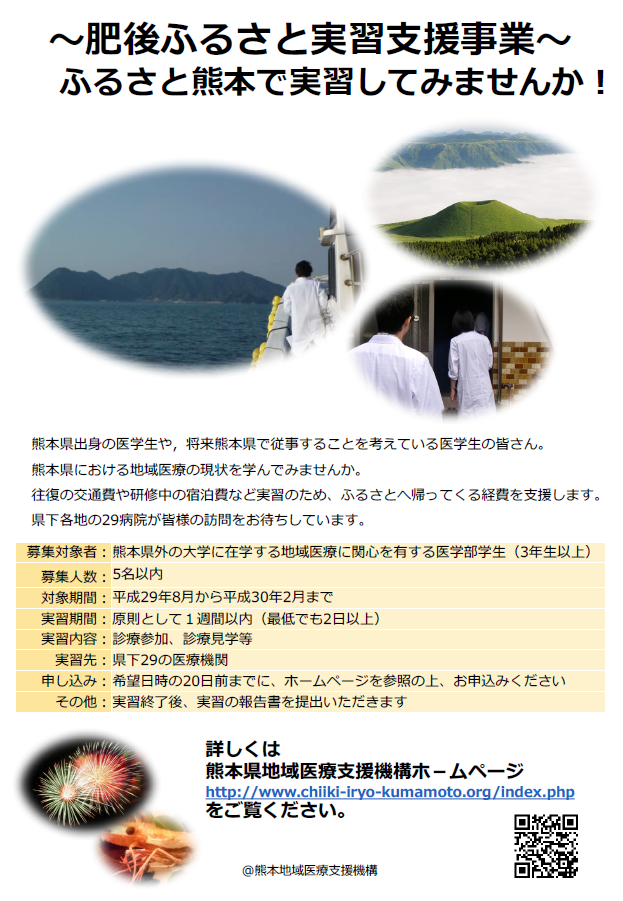 ～肥後ふるさと実習支援事業～
ふるさと熊本で実習してみませんか！
熊本県出身の医学生や，将来熊本県で従事することを考えている医学生の皆さん。
熊本県における地域医療の現状を学んでみませんか。
往復の交通費や研修中の宿泊費など実習のため、ふるさとへ帰ってくる経費を支援します。
県下各地の29病院が皆様の訪問をお待ちしています。
募集対象者：熊本県外の大学に在学する地域医療に関心を有する医学部学生（3年生以上）
募集人数：5名以内
対象期間：平成29年8月から平成30年2月まで
実習期間：原則として１週間以内（最低でも2日以上）
実習内容：診療参加、診療見学等
実習先：県下29の医療機関
申し込み：希望日時の20日前までに、ホームページを参照の上、お申込みください
その他：実習終了後、実習の報告書を提出いただきます
詳しくは
熊本県地域医療支援機構ホ－ムページ
http://www.chiiki-iryo-kumamoto.org/index.php
をご覧ください。
@熊本地域医療支援機構